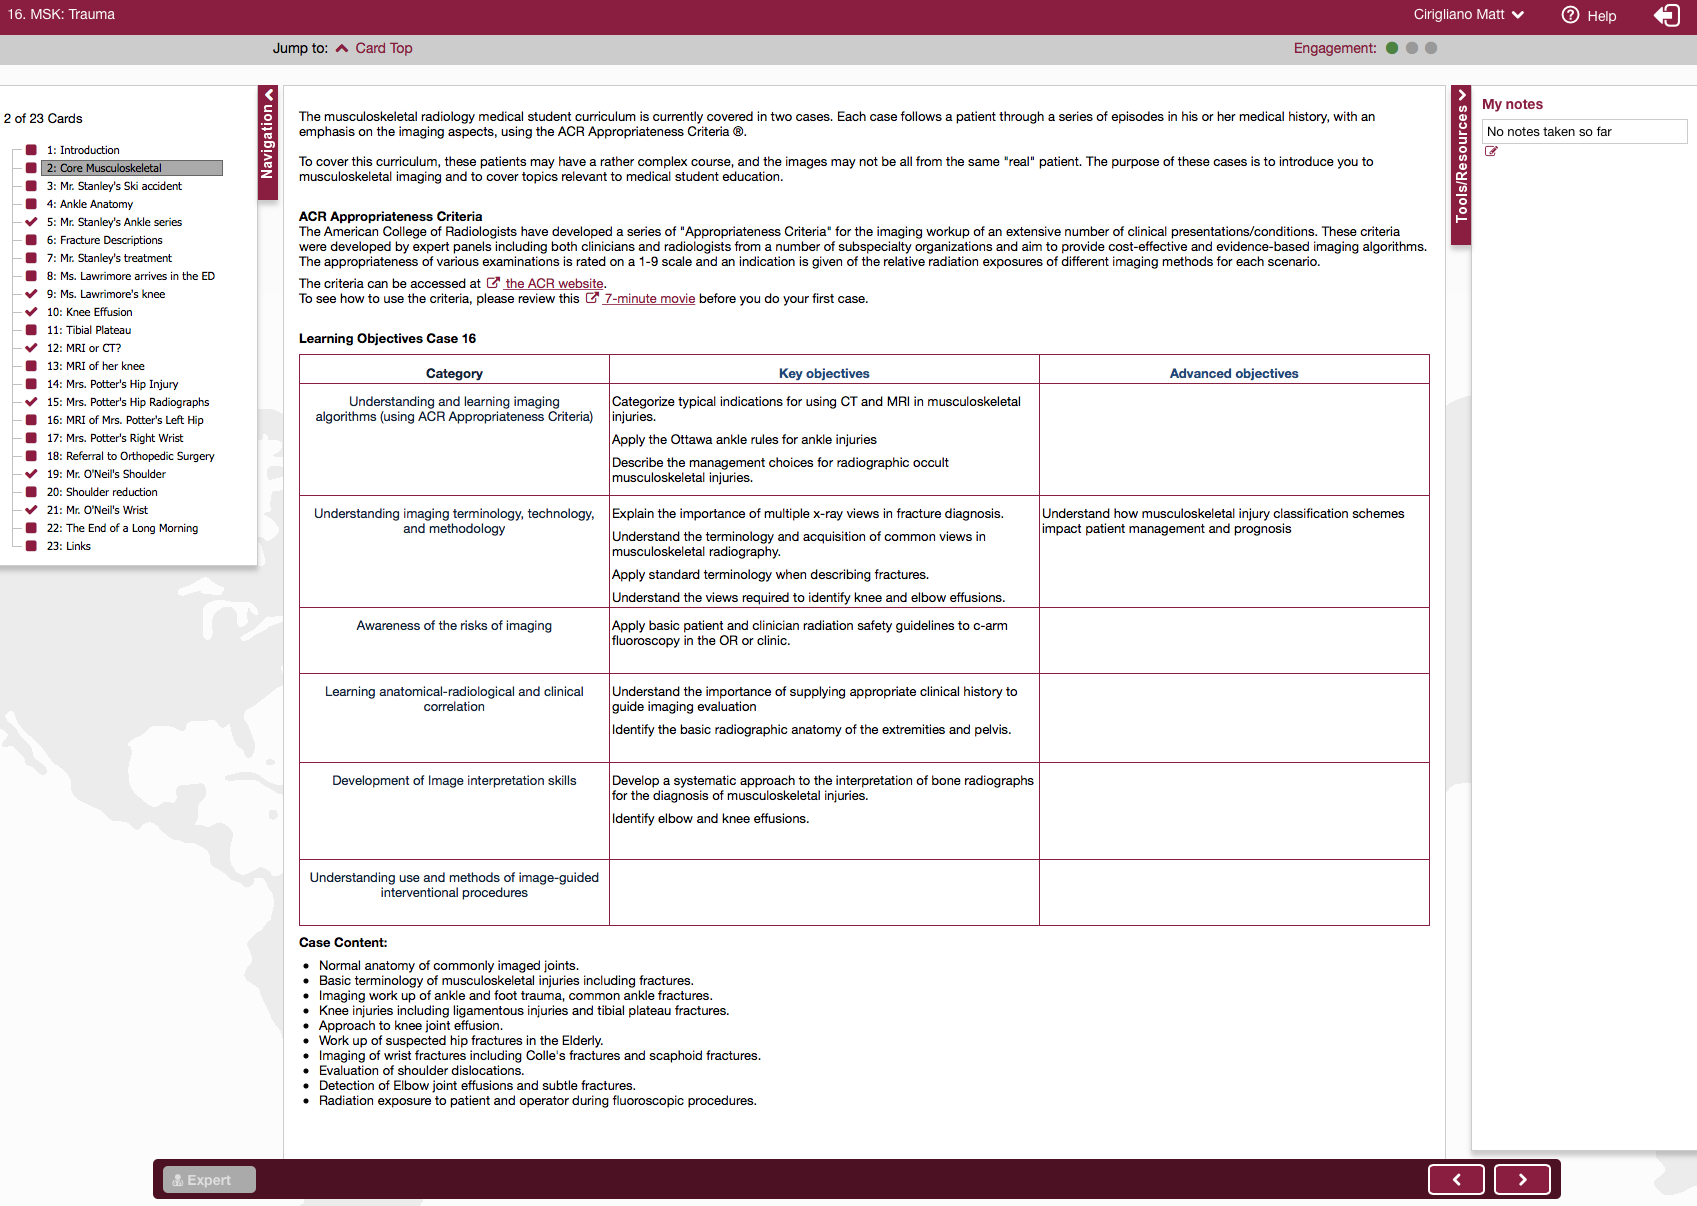 16. MSK: Trauma
Cirigliano Matt
Help
Jump to: Card Top
Engagement:
2 of 23 Cards
1: Introduction
2: Core Musculoskeletal
3: Mr. Stanley's Ski accident
4: Ankle Anatomy
5: Mr. Stanley's Ankle series
6: Fracture Descriptions
7: Mr. Stanley's treatment
8: Ms. Lawrimore arrives in the ED
9: Ms. Lawrimore's knee
10: Knee Effusion
11: Tibial Plateau
12: MRI or CT?
13: MRI of her knee
14: Mrs. Potter's Hip Injury
15: Mrs. Potter's Hip Radiographs
16: MRI of Mrs. Potter's Left Hip
17: Mrs. Potter's Right Wrist
18: Referral to Orthopedic Surgery
19: Mr. O'Neil's Shoulder
20: Shoulder reduction
21: Mr. O'Neil's Wrist
22: The End of a Long Morning
23: Links
Navigation
The musculoskeletal radiology medical student curriculum is currently covered in two cases. Each case follows a patient through a series of episodes in his or her medical history, with an
emphasis on the imaging aspects, using the ACR Appropriateness Criteria ®.
To cover this curriculum, these patients may have a rather complex course, and the images may not be all from the same "real" patient. The purpose of these cases is to introduce you to
musculoskeletal imaging and to cover topics relevant to medical student education.
ACR Appropriateness Criteria
The American College of Radiologists have developed a series of "Appropriateness Criteria" for the imaging workup of an extensive number of clinical presentations/conditions. These criteria
were developed by expert panels including both clinicians and radiologists from a number of subspecialty organizations and aim to provide cost-effective and evidence-based imaging algorithms.
The appropriateness of various examinations is rated on a 1-9 scale and an indication is given of the relative radiation exposures of different imaging methods for each scenario.
The criteria can be accessed at the ACR website.
To see how to use the criteria, please review this 7-minute movie before you do your first case.
Learning Objectives Case 16
Category
Key objectives
Advanced objectives
Understanding and learning imaging
algorithms (using ACR Appropriateness Criteria)
Categorize typical indications for using CT and MRI in musculoskeletal
injuries.
Apply the Ottawa ankle rules for ankle injuries
Describe the management choices for radiographic occult
musculoskeletal injuries.
Understanding imaging terminology, technology,
and methodology
Explain the importance of multiple x-ray views in fracture diagnosis.
Understand the terminology and acquisition of common views in
musculoskeletal radiography.
Apply standard terminology when describing fractures.
Understand the views required to identify knee and elbow effusions.
Understand how musculoskeletal injury classification schemes
impact patient management and prognosis
Awareness of the risks of imaging
Apply basic patient and clinician radiation safety guidelines to c-arm
fluoroscopy in the OR or clinic.
Learning anatomical-radiological and clinical
correlation
Understand the importance of supplying appropriate clinical history to
guide imaging evaluation
Identify the basic radiographic anatomy of the extremities and pelvis.
Development of Image interpretation skills
Develop a systematic approach to the interpretation of bone radiographs
for the diagnosis of musculoskeletal injuries.
Identify elbow and knee effusions.
Understanding use and methods of image-guided
interventional procedures
Case Content:
Normal anatomy of commonly imaged joints.
Basic terminology of musculoskeletal injuries including fractures.
Imaging work up of ankle and foot trauma, common ankle fractures.
Knee injuries including ligamentous injuries and tibial plateau fractures.
Approach to knee joint effusion.
Work up of suspected hip fractures in the Elderly.
Imaging of wrist fractures including Colle's fractures and scaphoid fractures.
Evaluation of shoulder dislocations.
Detection of Elbow joint effusions and subtle fractures.
Radiation exposure to patient and operator during fluoroscopic procedures.
Tools/Resources
My notes
No notes taken so far
Expert